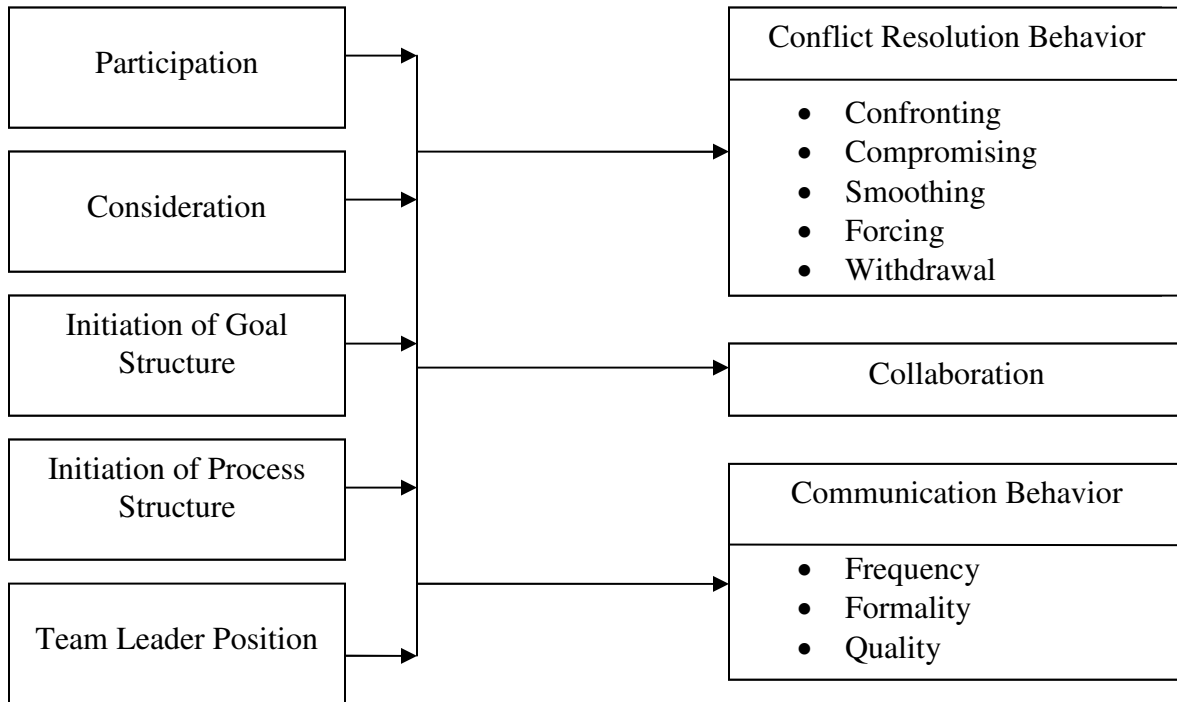 Participation
Consideration
Initiation of Goal
Structure
Initiation of Process
Structure
Team Leader Position
Conflict Resolution Behavior
• Confronting
• Compromising
• Smoothing
• Forcing
• Withdrawal
Collaboration
Communication Behavior
• Frequency
• Formality
• Quality